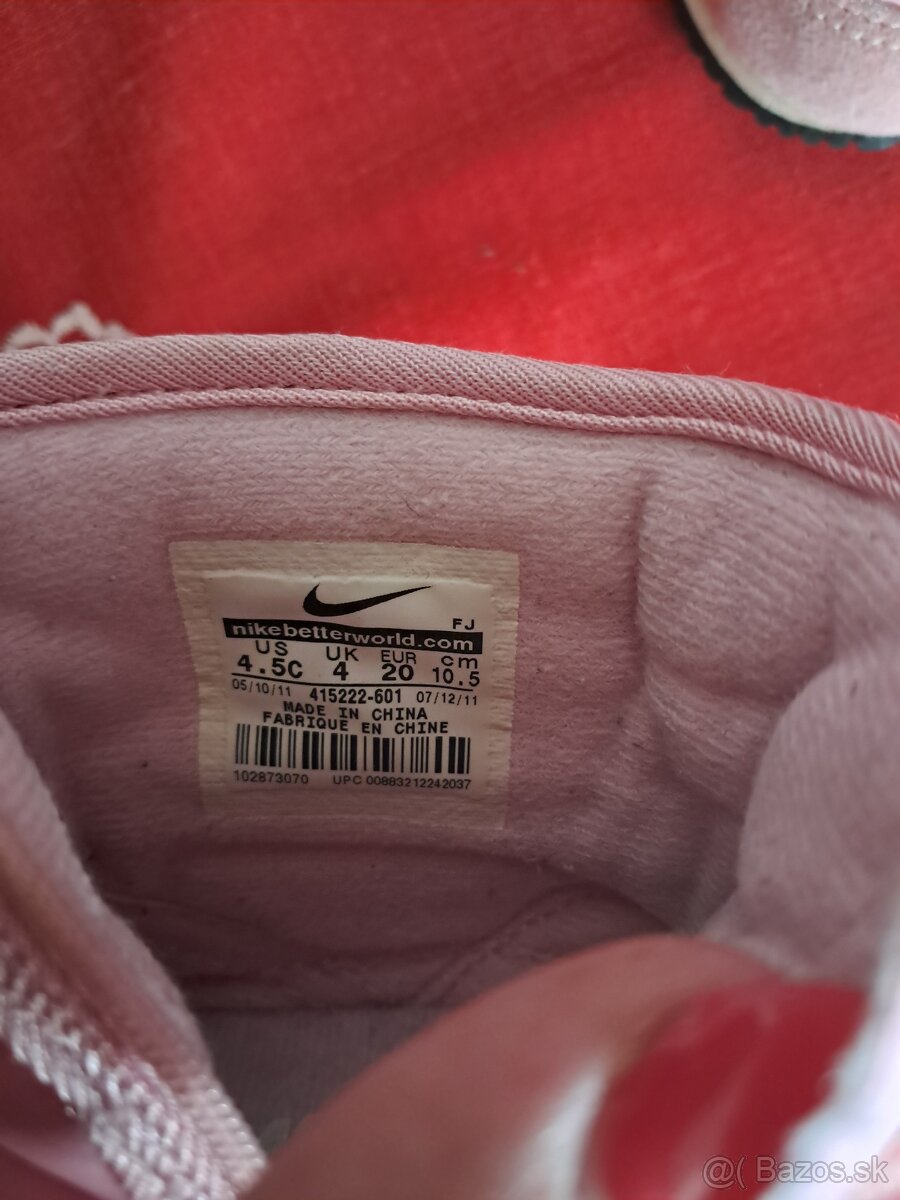 FJ
nikebetterworld.com
US UK EUR cm
4.5C 4 20 10.5
05/10/11 415222-601 07/12/11
MADE IN CHINA
FABRIQUE EN CHINE
102873070 UPC 00883212242037
@( Bazos.sk